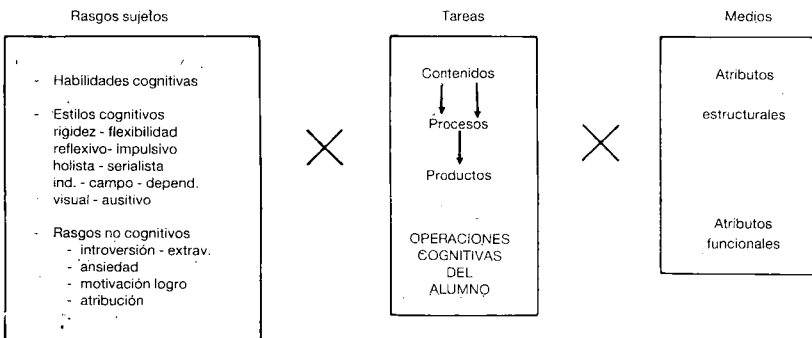 Rasgos sujetos
- Habilidades cognitivas
- Estilos cognitivos
rigidez - flexibilidad
reflexivo- impulsivo
holista - serialista
ind. - campo - depend.
visual - ausitivo
- Rasgos no cognitivos
- introversión - extrav.
- ansiedad
- motivación logro
- atribución
Tareas
Contenidos
Procesos
Productos
OPERACIONES
COGNITIVAS
DEL
ALUMNO
Medios
Atributos
estructurales
Atributos
funcionales